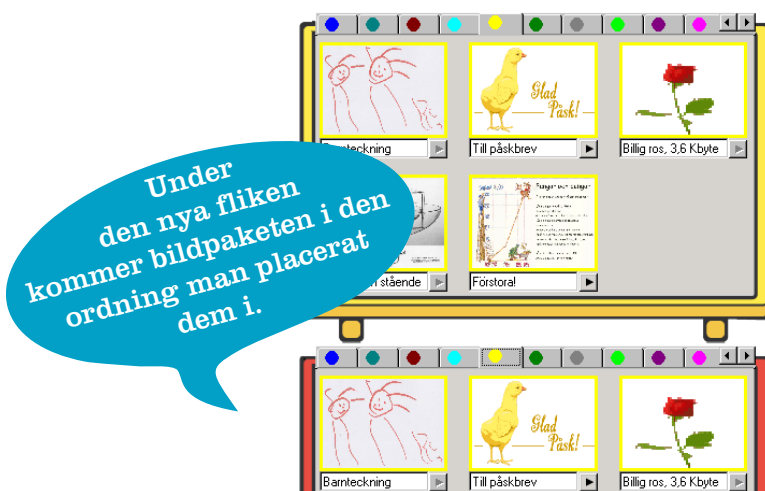 Under
den nya fliken
kommer bildpaketen i den
ordning man placerat
dem i.
Glad
Påsk!
Till påskbrev
Billig ros, 3,6 Kbyte
stående
Förstora!
Glad
Påsk!
Barnteckning
Till påskbrev
Billig ros, 3,6 Kbyte